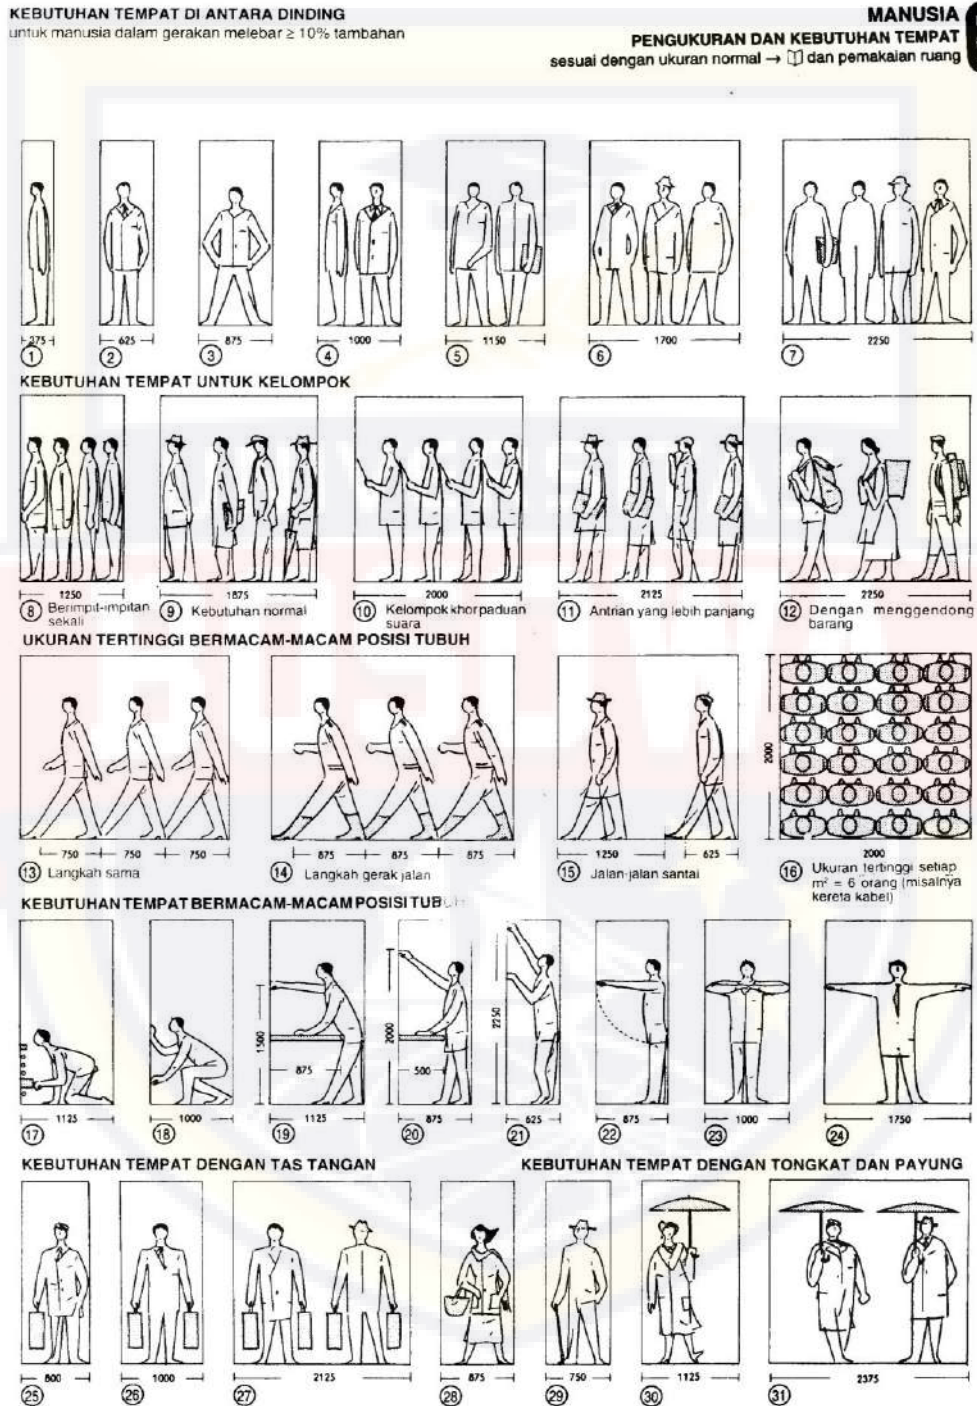 KEBUTUHAN TEMPAT DI ANTARA DINDING
untuk manusia dalam gerakan melebar ≥ 10% tambahan
MANUSIA
PENGUKURAN DAN KEBUTUHAN TEMPAT
sesuai dengan ukuran normal → dan pemakaian ruang
375 625 875 1000 1150 1700 2250
1 2 3 4 5 6 7
KEBUTUHAN TEMPAT UNTUK KELOMPOK
1250 1875 2000 2125 2250
8 Berimpit-impitan sekali
9 Kebutuhan normal
10 Kelompok khor paduan suara
11 Antrian yang lebih panjang
12 Dengan menggendong barang
UKURAN TERTINGGI BERMACAM-MACAM POSISI TUBUH
2000
750 750 750 875 875 875 1250 625 2000
13 Langkah sama
14 Langkah gerak jalan
15 Jalan-jalan santai
16 Ukuran tertinggi setiap
m² = 6 orang (misalnya
kereta kabel)
KEBUTUHAN TEMPAT BERMACAM-MACAM POSISI TUBUH
1500 875 2000 500 2250
1125 1000 1125 875 625 875 1000 1750
17 18 19 20 21 22 23 24
KEBUTUHAN TEMPAT DENGAN TAS TANGAN
KEBUTUHAN TEMPAT DENGAN TONGKAT DAN PAYUNG
800 1000 2125 875 750 1125 2375
25 26 27 28 29 30 31